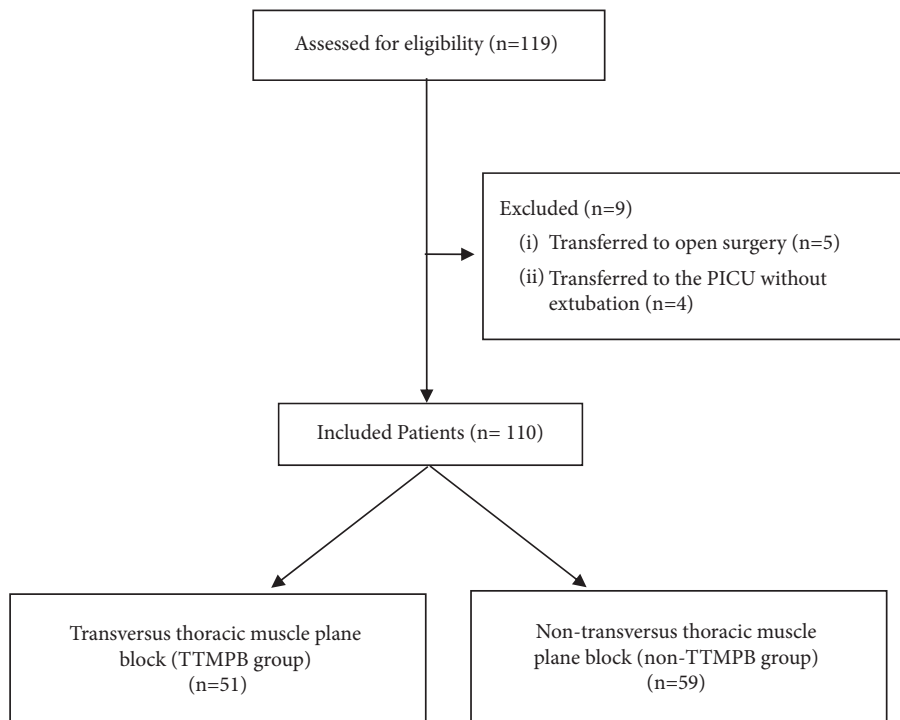 Assessed for eligibility (n=119)
Excluded (n=9)
(i) Transferred to open surgery (n=5)
(ii) Transferred to the PICU without
extubation (n=4)
Included Patients (n= 110)
Transversus thoracic muscle plane
block (TTMPB group)
(n=51)
Non-transversus thoracic muscle
plane block (non-TTMPB group)
(n=59)